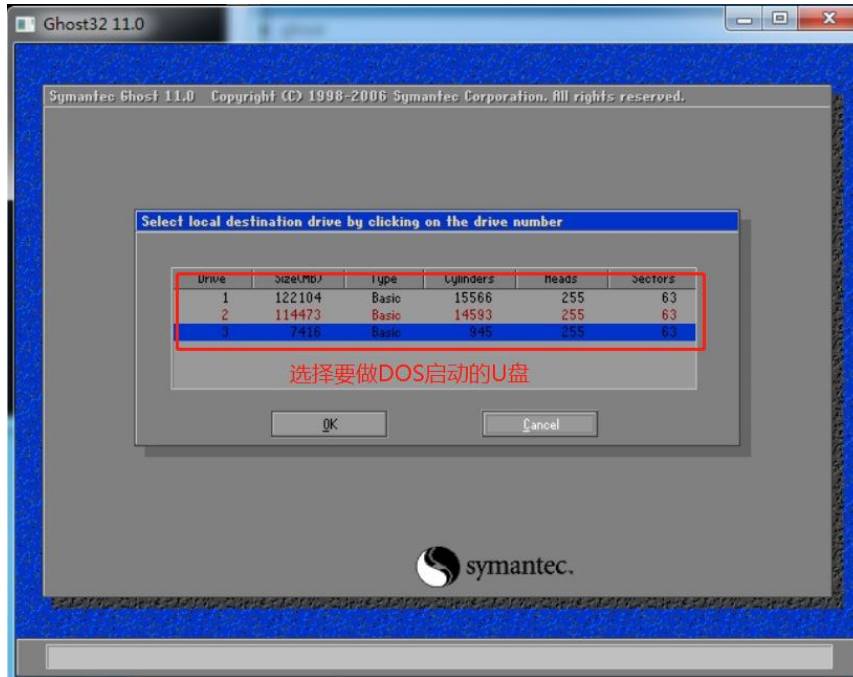 Ghost32 11.0
Symantec Ghost 11.0 Copyright (C) 1998-2006 Symantec Corporation. All rights reserved.
Select local destination drive by clicking on the drive number
Drive Size(MB) Type Cylinders Heads Sectors
1 122104 Basic 15566 255 63
2 114473 Basic 14593 255 63
3 7416 Basic 945 255 63
选择要做DOS启动的U盘
OK Cancel
symantec.